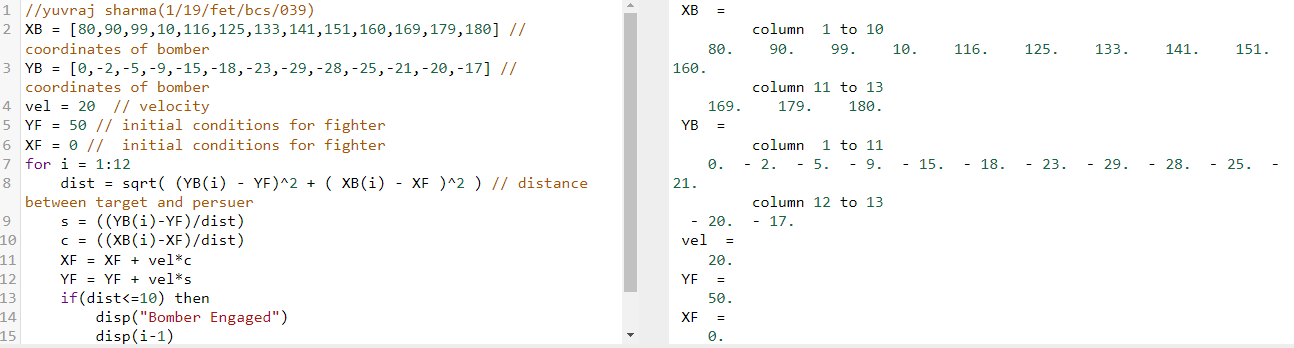 1 //yuvraj sharma(1/19/fet/bcs/039)
2 XB = [80,90,99,10,116,125,133,141,151,160,169,179,180] //
coordinates of bomber
3 YB = [0,-2,-5,-9,-15,-18,-23,-29,-28,-25,-21,-20,-17] //
coordinates of bomber
4 vel = 20  // velocity
5 YF = 50 // initial conditions for fighter
6 XF = 0 //  initial conditions for fighter
7 for i = 1:12
8     dist = sqrt( (YB(i) - YF)^2 + ( XB(i) - XF )^2 ) // distance
between target and persuer
9     s = ((YB(i)-YF)/dist)
10     c = ((XB(i)-XF)/dist)
11     XF = XF + vel*c
12     YF = YF + vel*s
13     if(dist<=10) then
14         disp("Bomber Engaged")
15         disp(i-1)
XB  =
column  1 to 10
80.    90.    99.    10.    116.    125.    133.    141.    151.
160.
column 11 to 13
169.    179.    180.
YB  =
column  1 to 11
0.  - 2.  - 5.  - 9.  - 15.  - 18.  - 23.  - 29.  - 28.  - 25.  -
21.
column 12 to 13
- 20.  - 17.
vel  =
20.
YF  =
50.
XF  =
0.